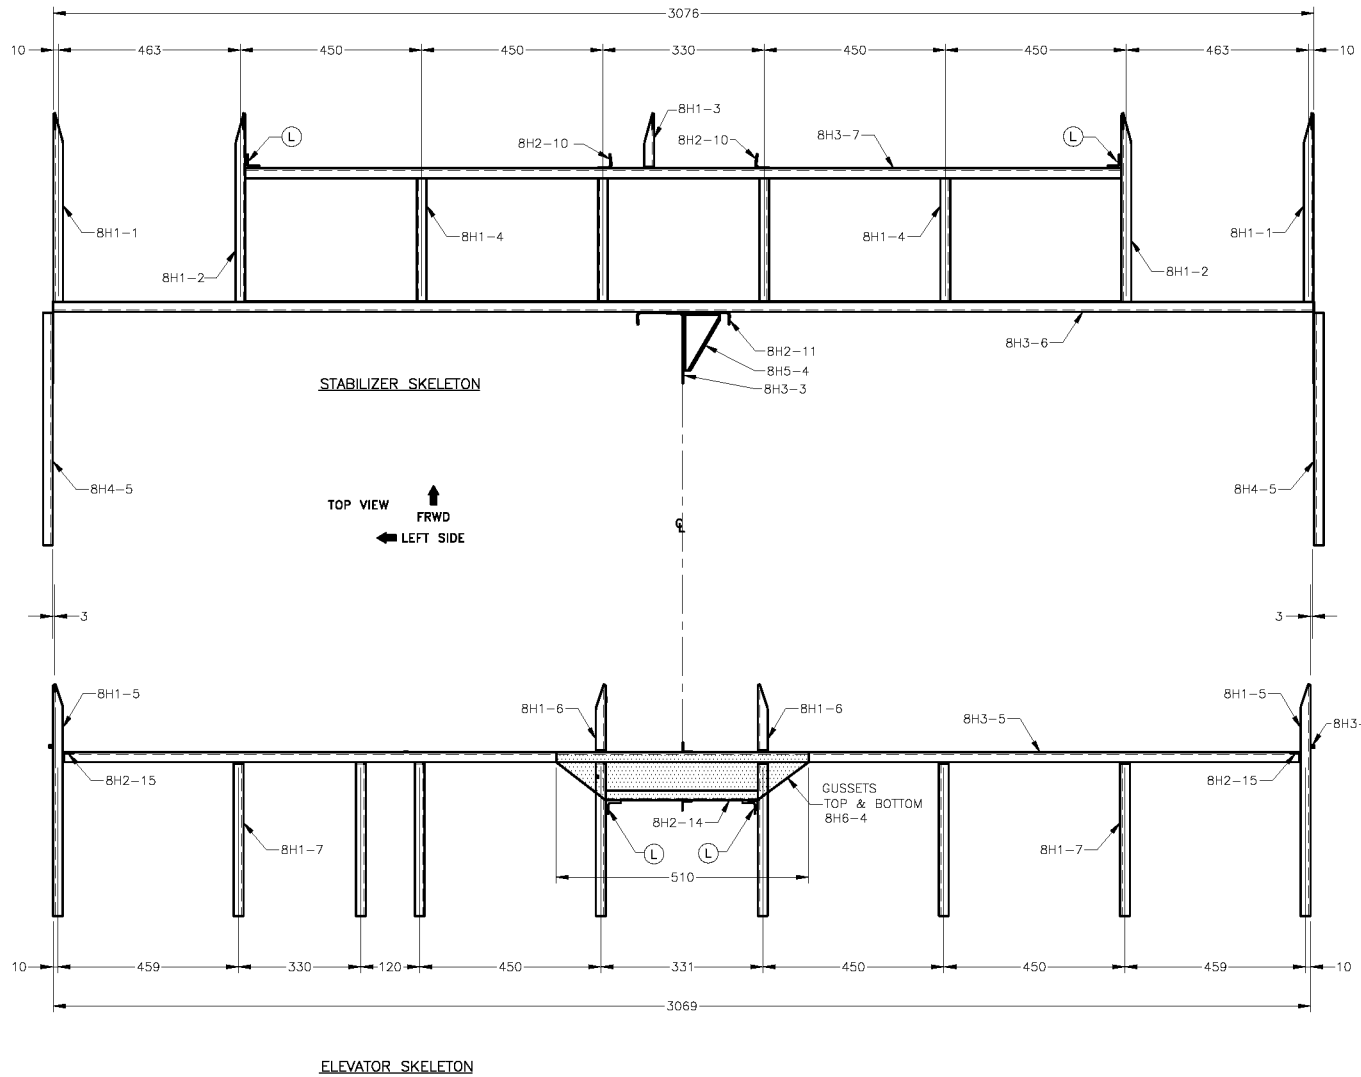 3076
10 463 450 450 330 450 450 463 10
8H1-3
L 8H2-10 8H2-10 8H3-7 L
8H1-1 8H1-4 8H1-4 8H1-1
8H1-2 8H1-2
8H3-6
8H2-11
8H5-4
8H3-3
STABILIZER SKELETON
8H4-5 8H4-5
TOP VIEW
FRWD
LEFT SIDE
℄
3 3
8H1-5 8H1-5
8H1-6 8H1-6
8H3-5 8H3-
8H2-15 8H2-15
GUSSETS
TOP & BOTTOM
8H6-4
8H2-14
8H1-7 L L 8H1-7
510
10 459 330 120 450 331 450 450 459 10
3069
ELEVATOR SKELETON